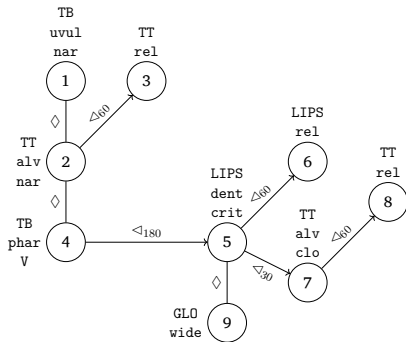 TB
uvul
nar
1
TT
rel
3
◊
◁60
TT
alv
nar
2
LIPS
rel
6
◊
◁60
TT
rel
8
LIPS
dent
crit
5
TB
phar
V
4
◁180
TT
alv
clo
7
◁60
◁30
◊
GLO
wide
9